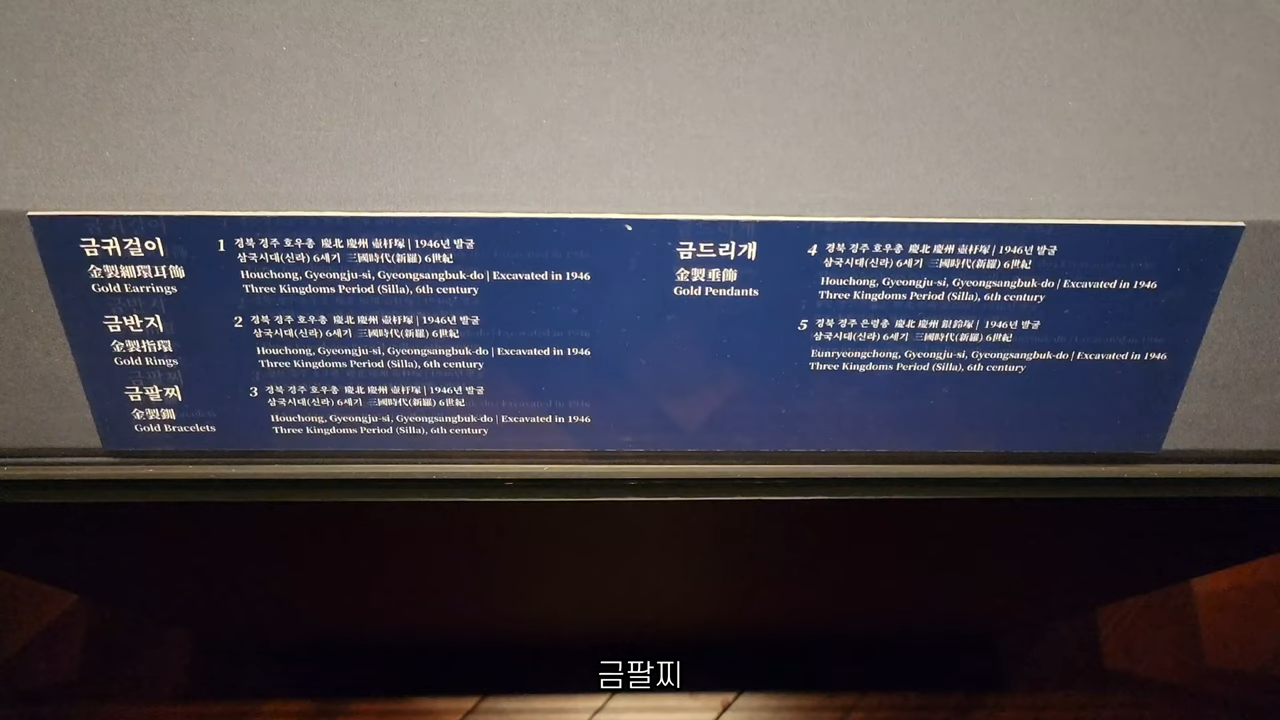 금귀걸이
金製細環耳飾
Gold Earrings
1 경북 경주 호우총 慶北 慶州 壺杅塚 | 1946년 발굴
삼국시대(신라) 6세기 三國時代(新羅) 6世紀
Houchong, Gyeongju-si, Gyeongsangbuk-do | Excavated in 1946
Three Kingdoms Period (Silla), 6th century
금반지
金製指環
Gold Rings
2 경북 경주 호우총 慶北 慶州 壺杅塚 | 1946년 발굴
삼국시대(신라) 6세기 三國時代(新羅) 6世紀
Houchong, Gyeongju-si, Gyeongsangbuk-do | Excavated in 1946
Three Kingdoms Period (Silla), 6th century
금팔찌
金製釧
Gold Bracelets
3 경북 경주 호우총 慶北 慶州 壺杅塚 | 1946년 발굴
삼국시대(신라) 6세기 三國時代(新羅) 6世紀
Houchong, Gyeongju-si, Gyeongsangbuk-do | Excavated in 1946
Three Kingdoms Period (Silla), 6th century
금드리개
金製垂飾
Gold Pendants
4 경북 경주 호우총 慶北 慶州 壺杅塚 | 1946년 발굴
삼국시대(신라) 6세기 三國時代(新羅) 6世紀
Houchong, Gyeongju-si, Gyeongsangbuk-do | Excavated in 1946
Three Kingdoms Period (Silla), 6th century
5 경북 경주 은령총 慶北 慶州 銀鈴塚 | 1946년 발굴
삼국시대(신라) 6세기 三國時代(新羅) 6世紀
Eunryeongchong, Gyeongju-si, Gyeongsangbuk-do | Excavated in 1946
Three Kingdoms Period (Silla), 6th century
금팔찌